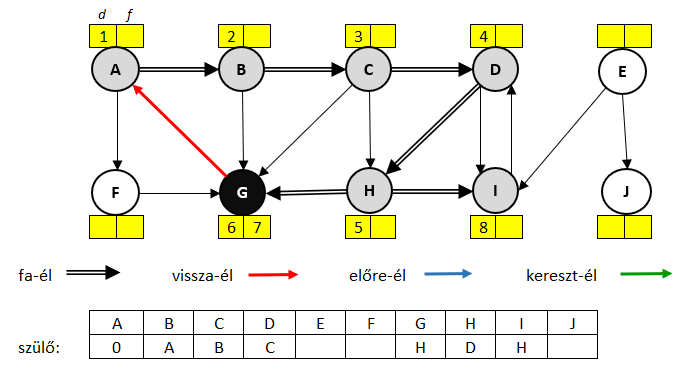 d f
1 2 3 4
A B C D E
F G H I J
6 7 5 8
fa-él vissza-él előre-él kereszt-él
A B C D E F G H I J
szülő: 0 A B C H D H